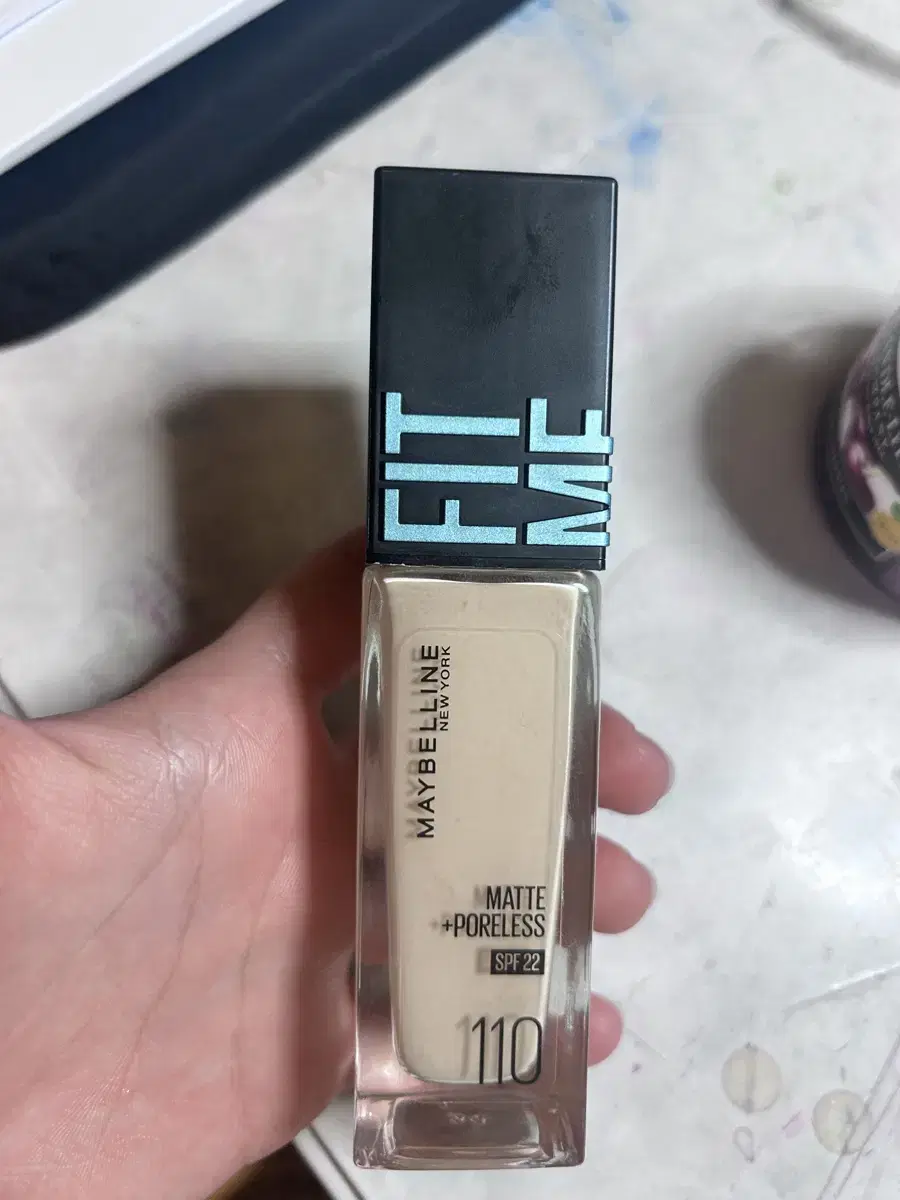 FIT
ME
MAYBELLINE
NEW YORK
MATTE
+PORELESS
SPF 22
110